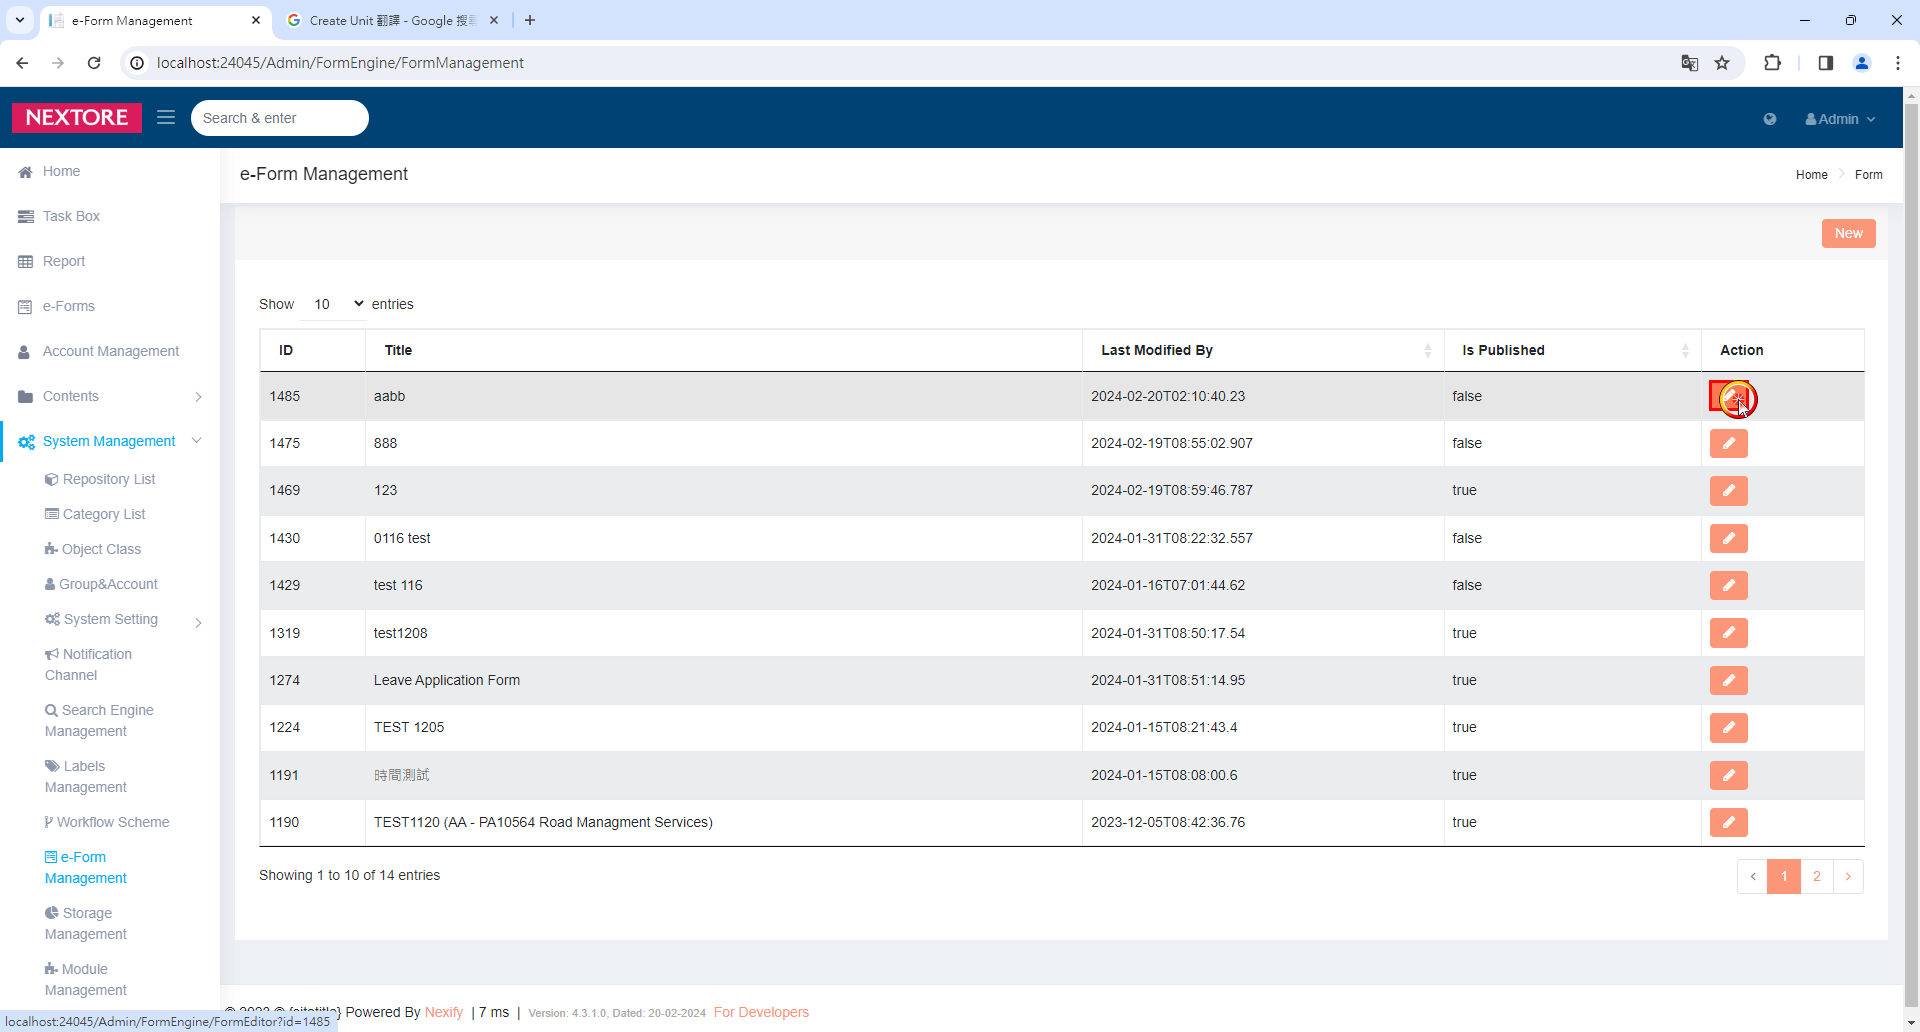 e-Form Management
Create Unit 翻譯 - Google 搜
localhost:24045/Admin/FormEngine/FormManagement
NEXTORE
Search & enter
Admin
Home
Task Box
Report
e-Forms
Account Management
Contents
System Management
Repository List
Category List
Object Class
Group&Account
System Setting
Notification
Channel
Search Engine
Management
Labels
Management
Workflow Scheme
e-Form
Management
Storage
Management
Module
Management
e-Form Management
Home Form
New
Show 10 entries
ID Title Last Modified By Is Published Action
1485 aabb 2024-02-20T02:10:40.23 false
1475 888 2024-02-19T08:55:02.907 false
1469 123 2024-02-19T08:59:46.787 true
1430 0116 test 2024-01-31T08:22:32.557 false
1429 test 116 2024-01-16T07:01:44.62 false
1319 test1208 2024-01-31T08:50:17.54 true
1274 Leave Application Form 2024-01-31T08:51:14.95 true
1224 TEST 1205 2024-01-15T08:21:43.4 true
1191 時間測試 2024-01-15T08:08:00.6 true
1190 TEST1120 (AA - PA10564 Road Managment Services) 2023-12-05T08:42:36.76 true
Showing 1 to 10 of 14 entries
‹ 1 2 ›
Powered By Nexify | 7 ms | Version: 4.3.1.0, Dated: 20-02-2024 For Developers
localhost:24045/Admin/FormEngine/FormEditor?id=1485